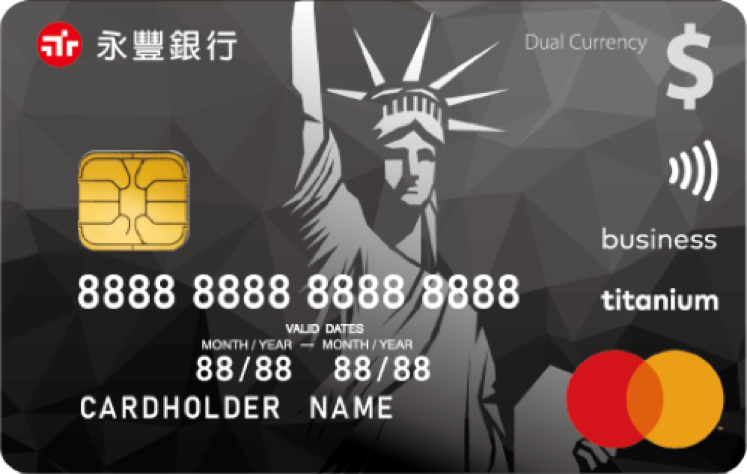 永豐銀行
Dual Currency
$
business
titanium
8888 8888 8888 8888
VALID DATES
MONTH / YEAR — MONTH / YEAR
88/88 88/88
CARDHOLDER NAME